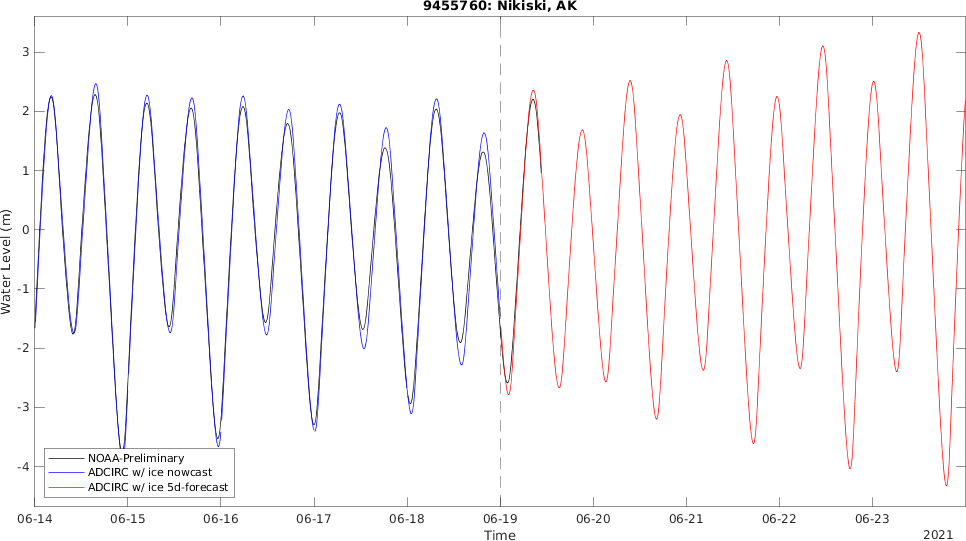 9455760: Nikiski, AK
Water Level (m)
3
2
1
0
-1
-2
-3
-4
NOAA-Preliminary
ADCIRC w/ ice nowcast
ADCIRC w/ ice 5d-forecast
06-14 06-15 06-16 06-17 06-18 06-19 06-20 06-21 06-22 06-23
Time
2021